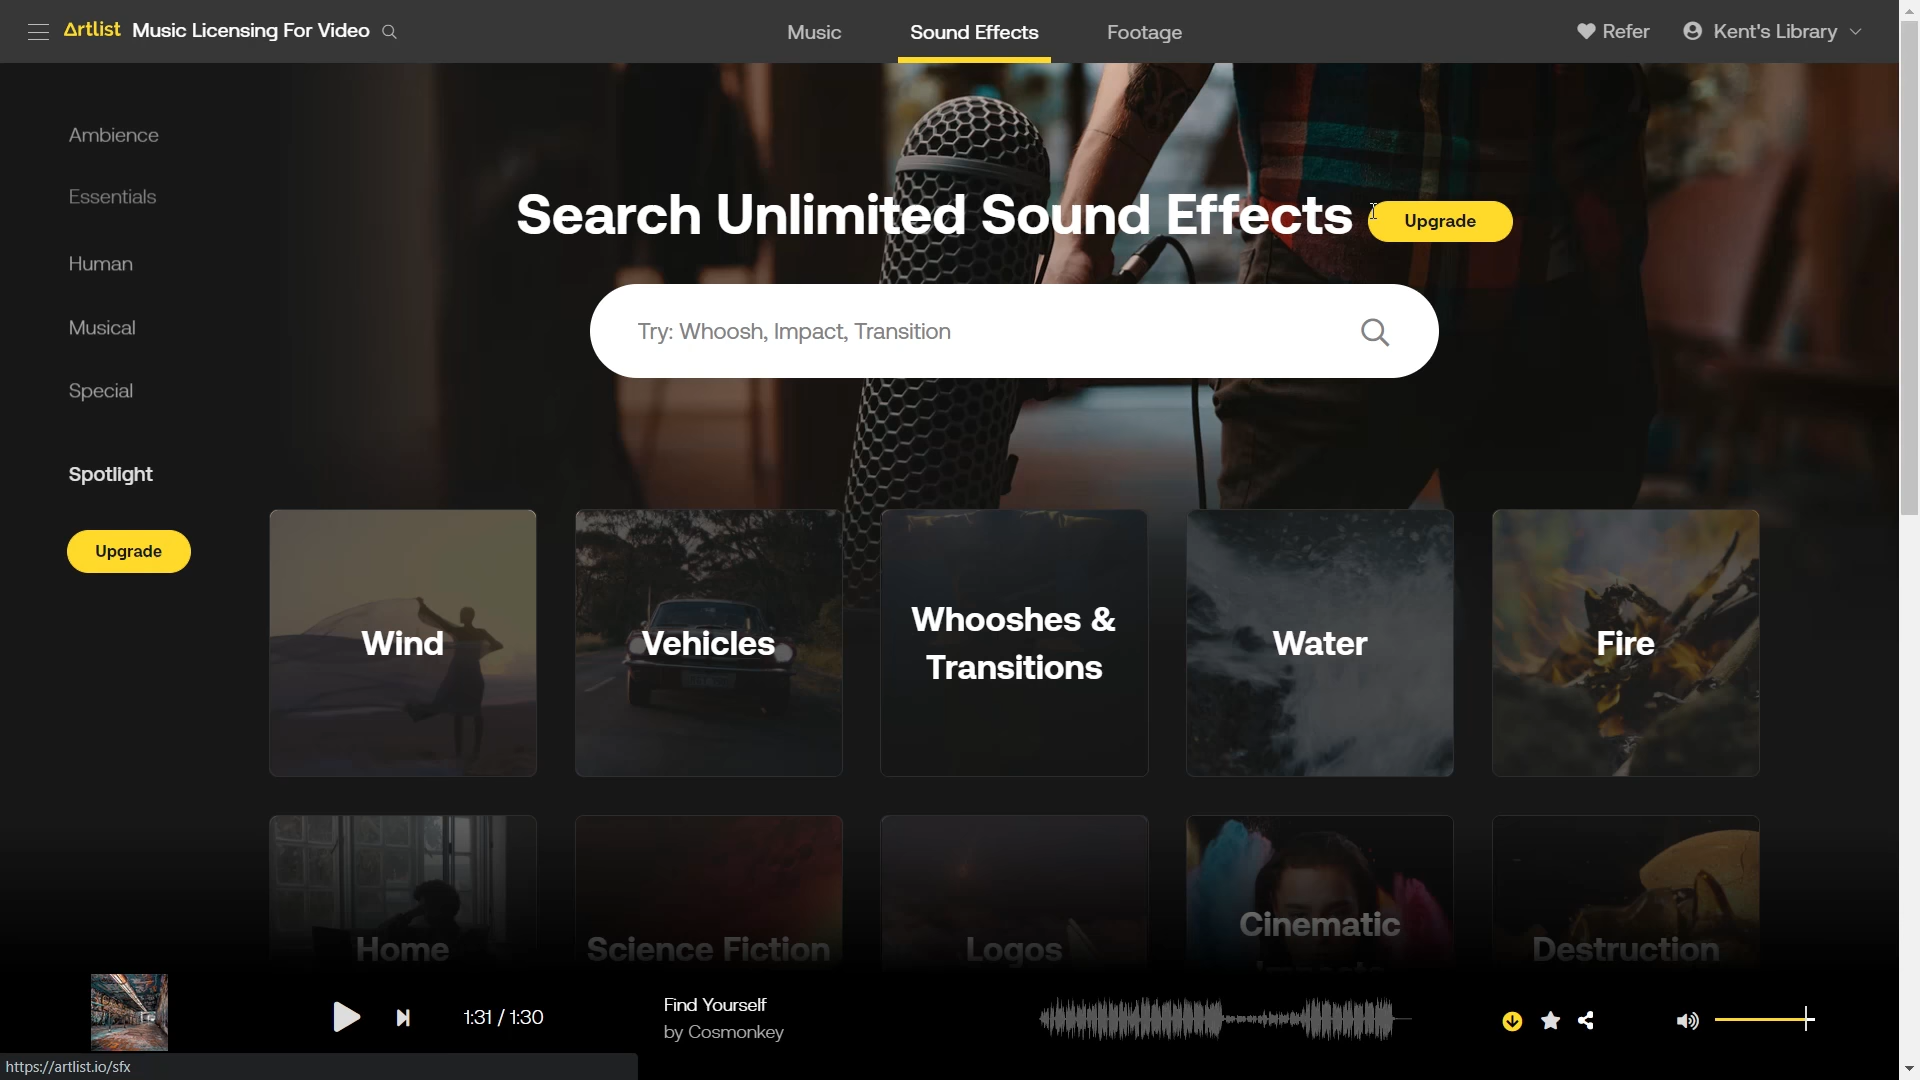 Artlist Music Licensing For Video
Music
Sound Effects
Footage
Refer
Kent's Library
Ambience
Essentials
Human
Musical
Special
Spotlight
Upgrade
Search Unlimited Sound Effects
Upgrade
Try: Whoosh, Impact, Transition
Wind
Vehicles
Whooshes &
Transitions
Water
Fire
Home
Science Fiction
Logos
Cinematic
Destruction
1:31 / 1:30
Find Yourself
by Cosmonkey
https://artlist.io/sfx